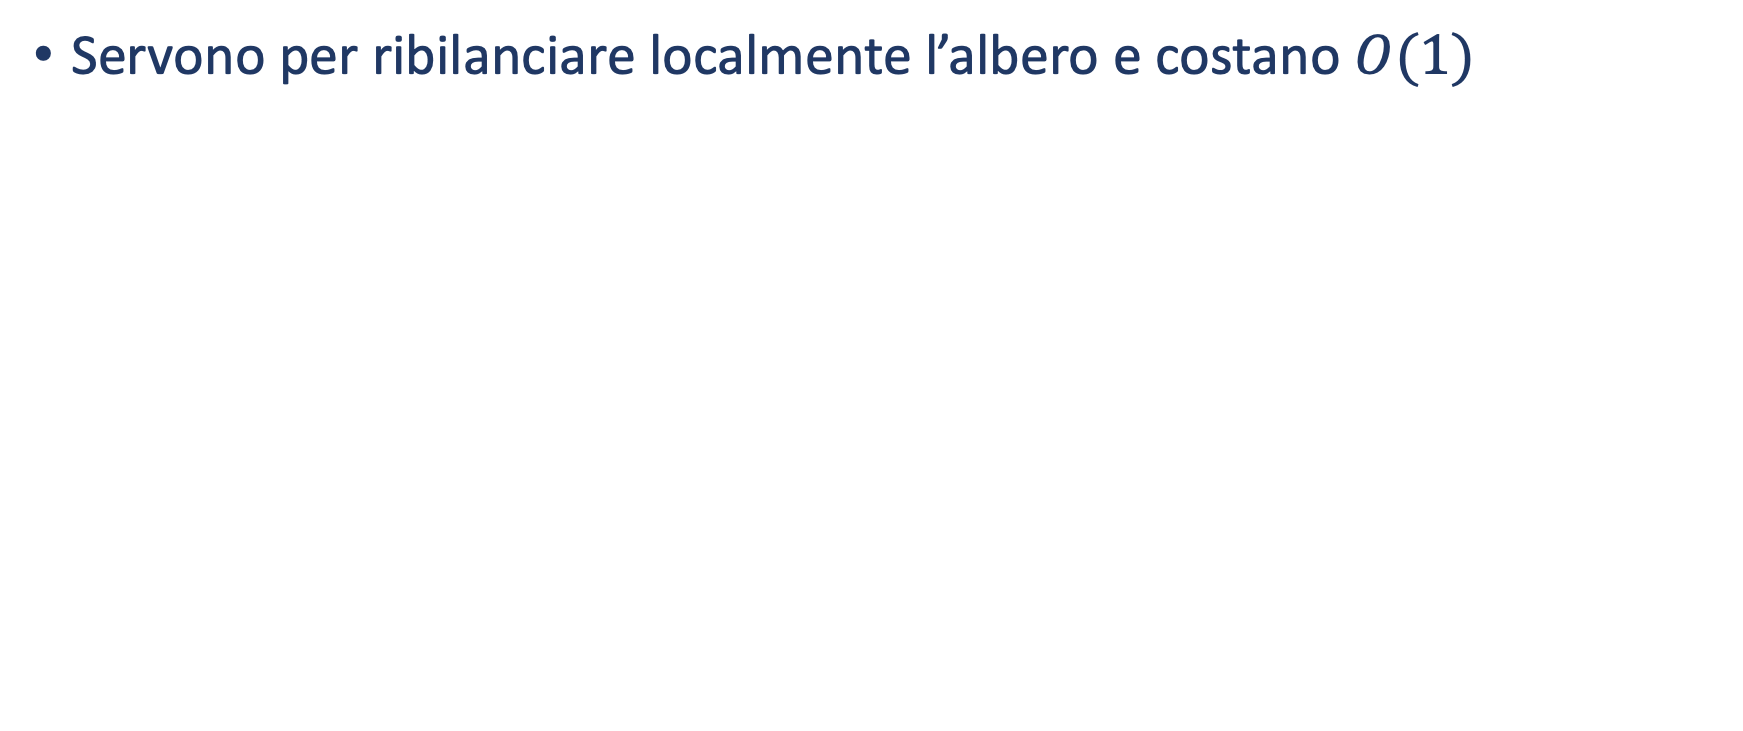 • Servono per ribilanciare localmente l’albero e costano 𝑂(1)